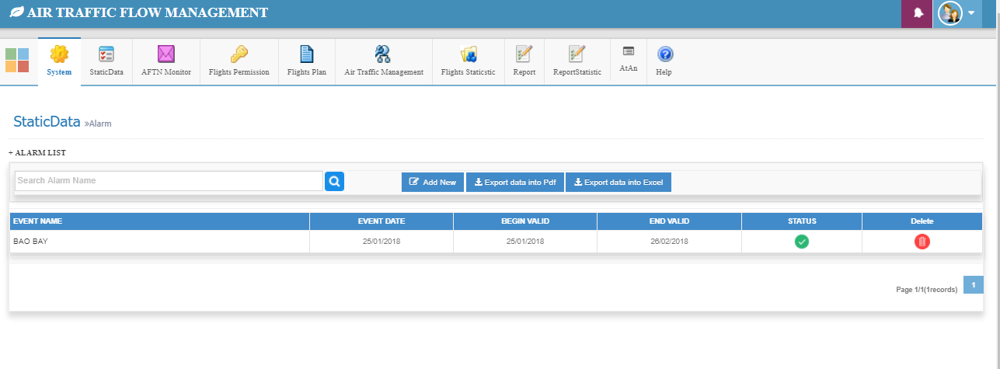 AIR TRAFFIC FLOW MANAGEMENT
System StaticData AFTN Monitor Flights Permission Flights Plan Air Traffic Management Flights Staticstic Report ReportStatistic AtAn Help
StaticData »Alarm
+ ALARM LIST
Search Alarm Name Add New Export data into Pdf Export data into Excel
EVENT NAME EVENT DATE BEGIN VALID END VALID STATUS Delete
BAO BAY 25/01/2018 25/01/2018 26/02/2018
Page 1/1(1records) 1